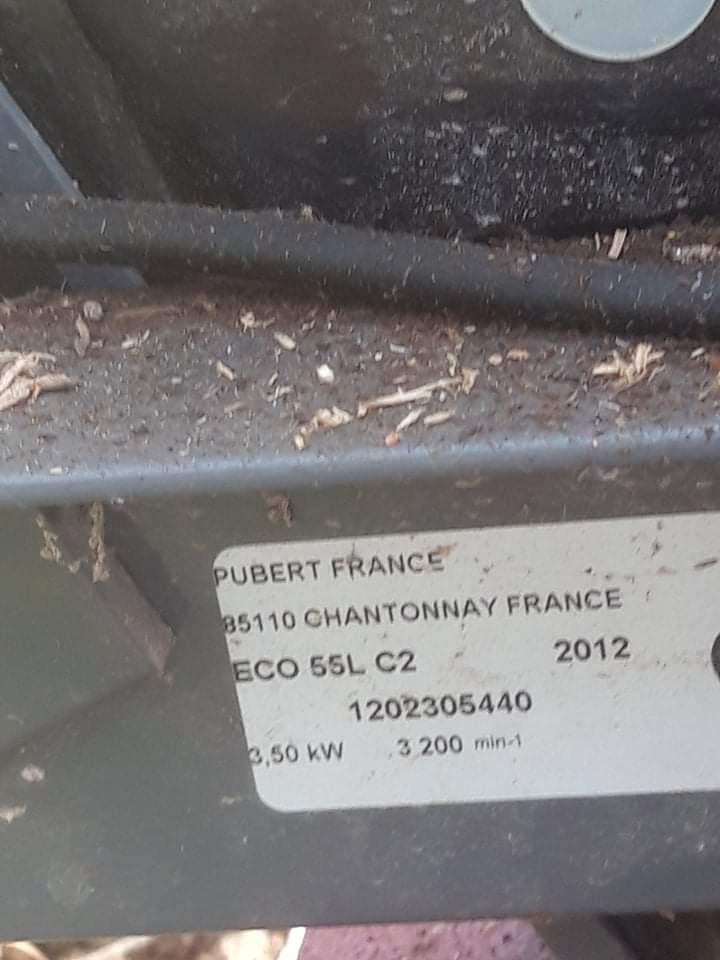 PUBERT FRANCE
85110 CHANTONNAY FRANCE
ECO 55L C2 2012
1202305440
3,50 kW 3 200 min-1